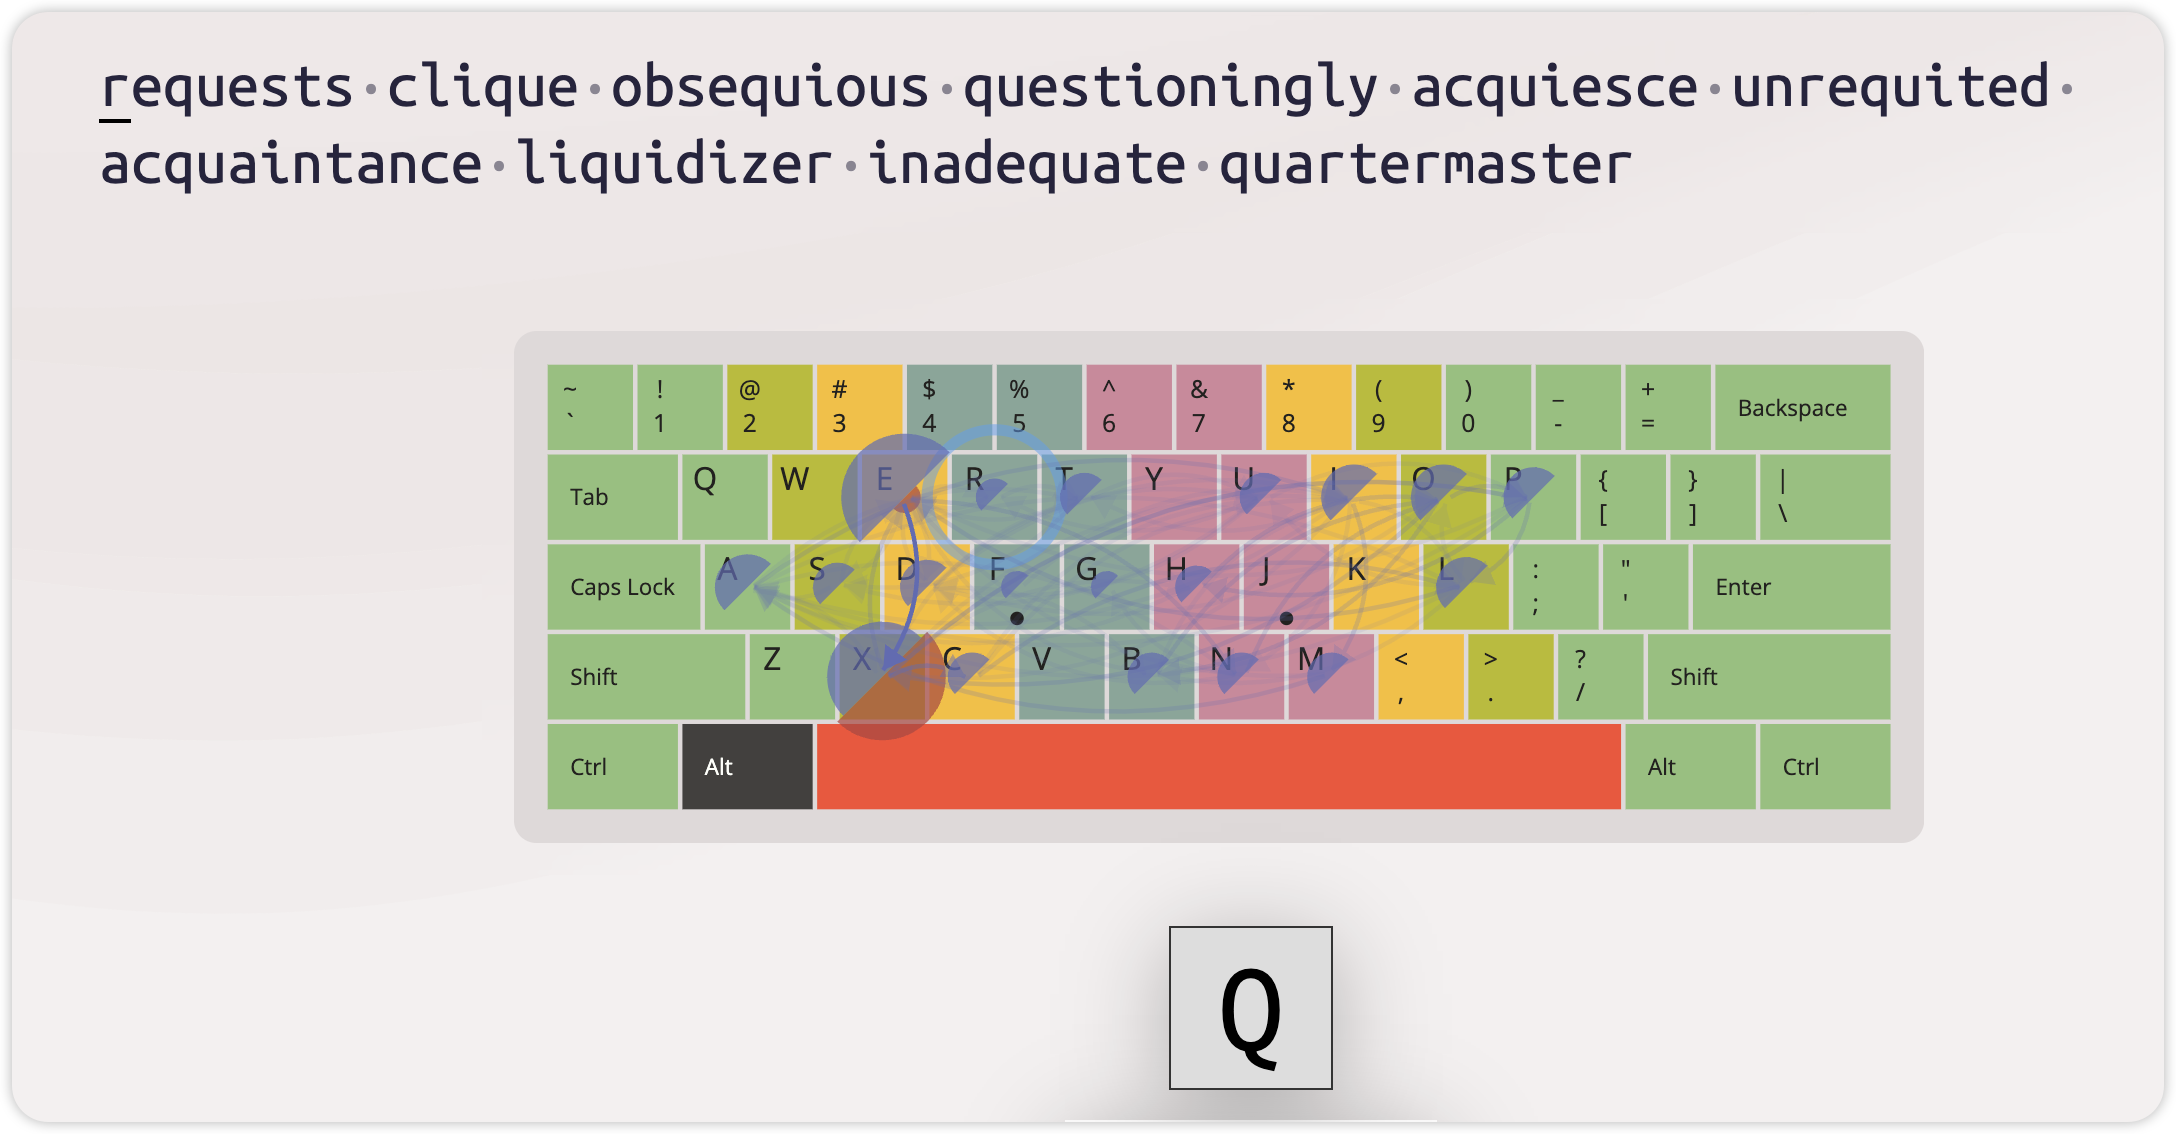 requests·clique·obsequious·questioningly·acquiesce·unrequited·
acquaintance·liquidizer·inadequate·quartermaster
~ ! @ # $ % ^ & * ( ) _ +
` 1 2 3 4 5 6 7 8 9 0 - = Backspace
Tab Q W E R T Y U I O P { } |
[ ] \
Caps Lock A S D F G H J K L : " Enter
; '
Shift Z X C V B N M < > ? Shift
, . /
Ctrl Alt Alt Ctrl
Q